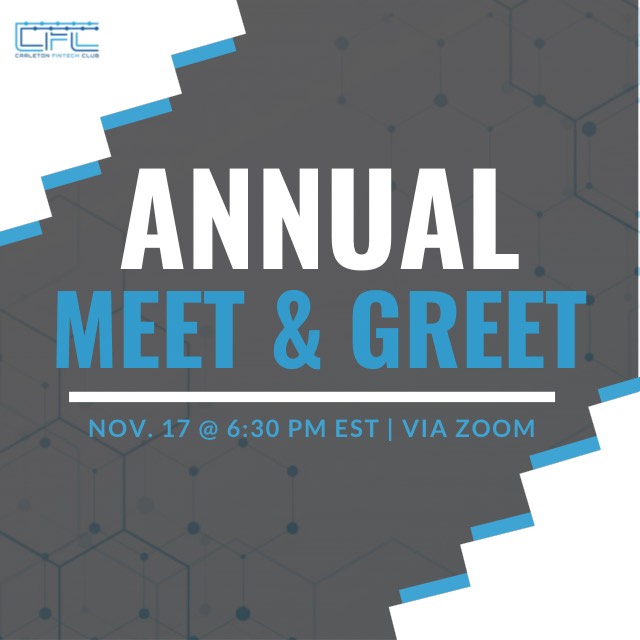 CFC
CARLETON FINTECH CLUB
ANNUAL
MEET & GREET
NOV. 17 @ 6:30 PM EST | VIA ZOOM